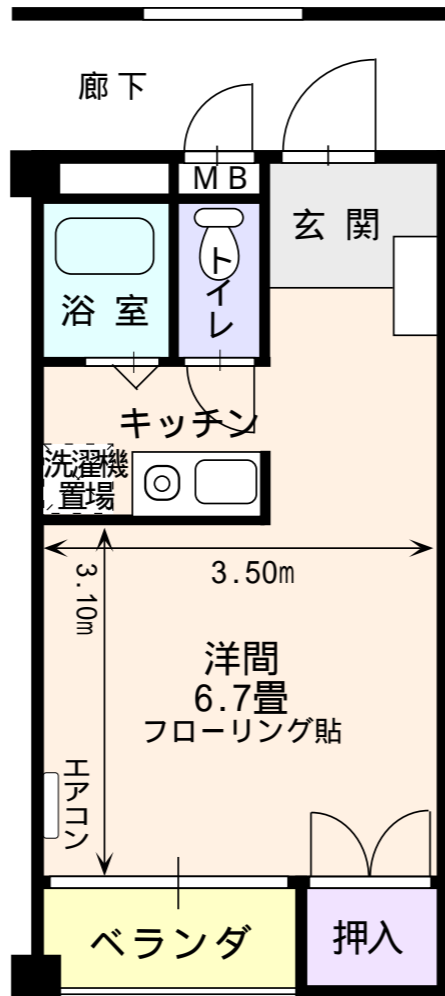 廊下
MB
玄関
浴室
トイレ
キッチン
洗濯機
置場
3.50m
3.10m
洋間
6.7畳
フローリング貼
エアコン
ベランダ
押入